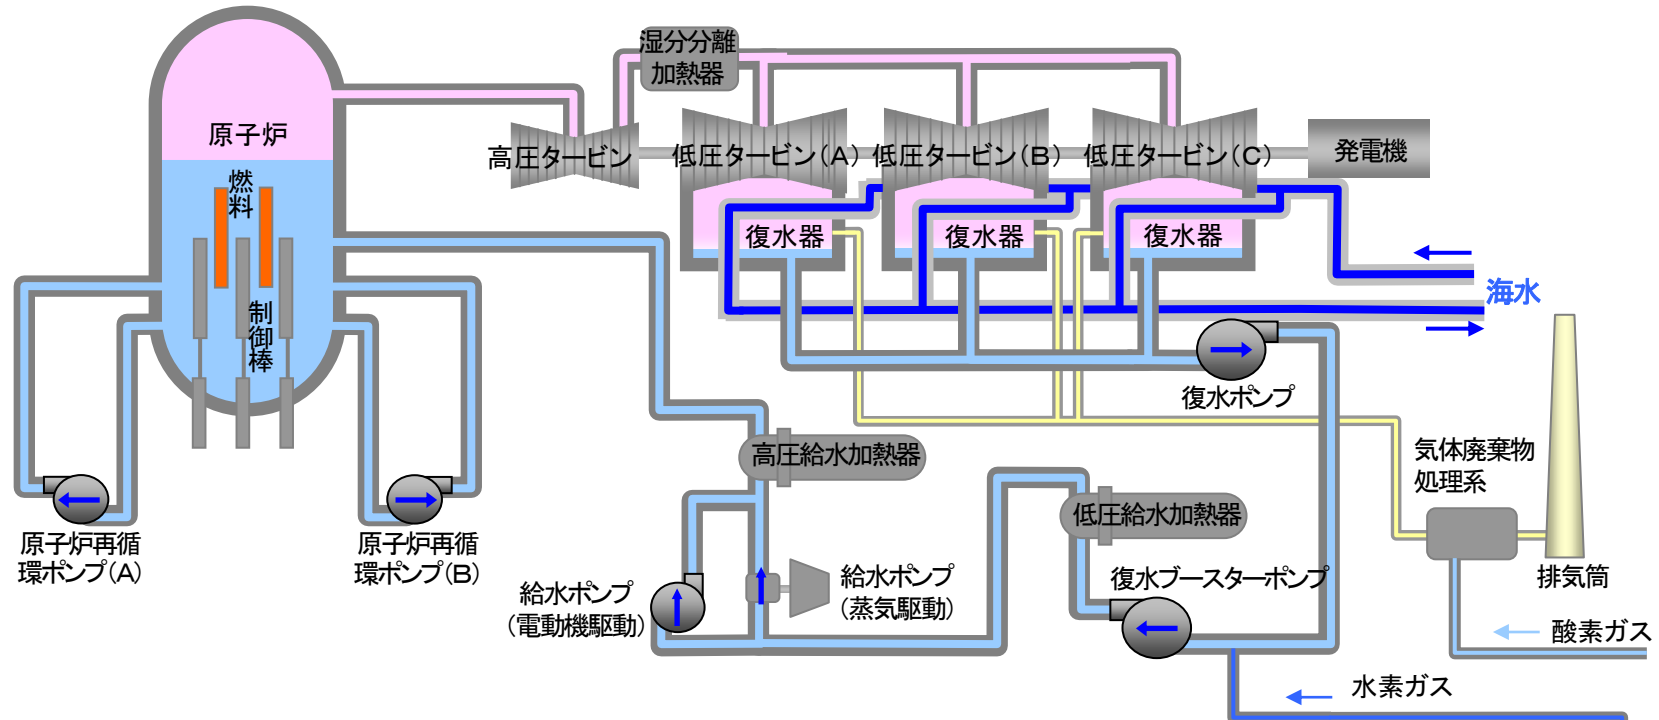 湿分分離
加熱器
原子炉
高圧タービン
低圧タービン(A)
低圧タービン(B)
低圧タービン(C)
発電機
燃料
復水器
復水器
復水器
海水
制御棒
復水ポンプ
高圧給水加熱器
気体廃棄物
処理系
低圧給水加熱器
原子炉再循
環ポンプ(A)
原子炉再循
環ポンプ(B)
給水ポンプ
(電動機駆動)
給水ポンプ
(蒸気駆動)
復水ブースターポンプ
排気筒
酸素ガス
水素ガス